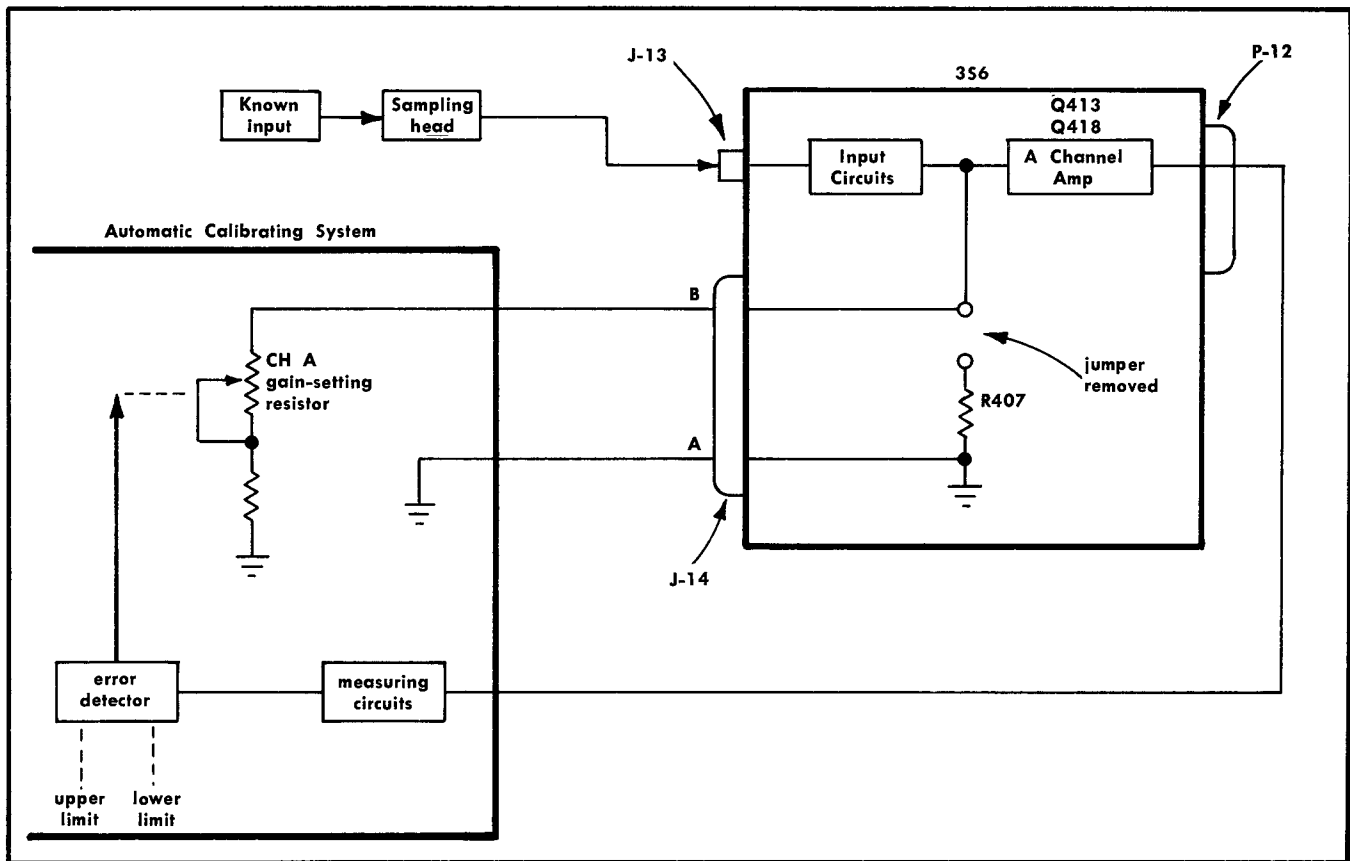 J-13
P-12
3S6
Known
input
Sampling
head
Q413
Q418
Input
Circuits
A Channel
Amp
Automatic Calibrating System
B
CH A
gain-setting
resistor
jumper
removed
R407
A
J-14
error
detector
measuring
circuits
upper
limit
lower
limit